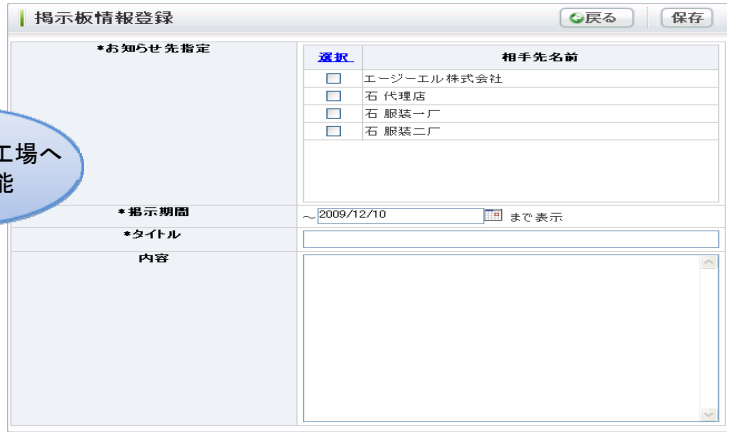 掲示板情報登録
戻る
保存
*お知らせ先指定
選択
相手先名前
エージーエル株式会社
石 代理店
石 服装一厂
石 服装二厂
工場へ
能
*掲示期間
～2009/12/10 まで表示
*タイトル
内容